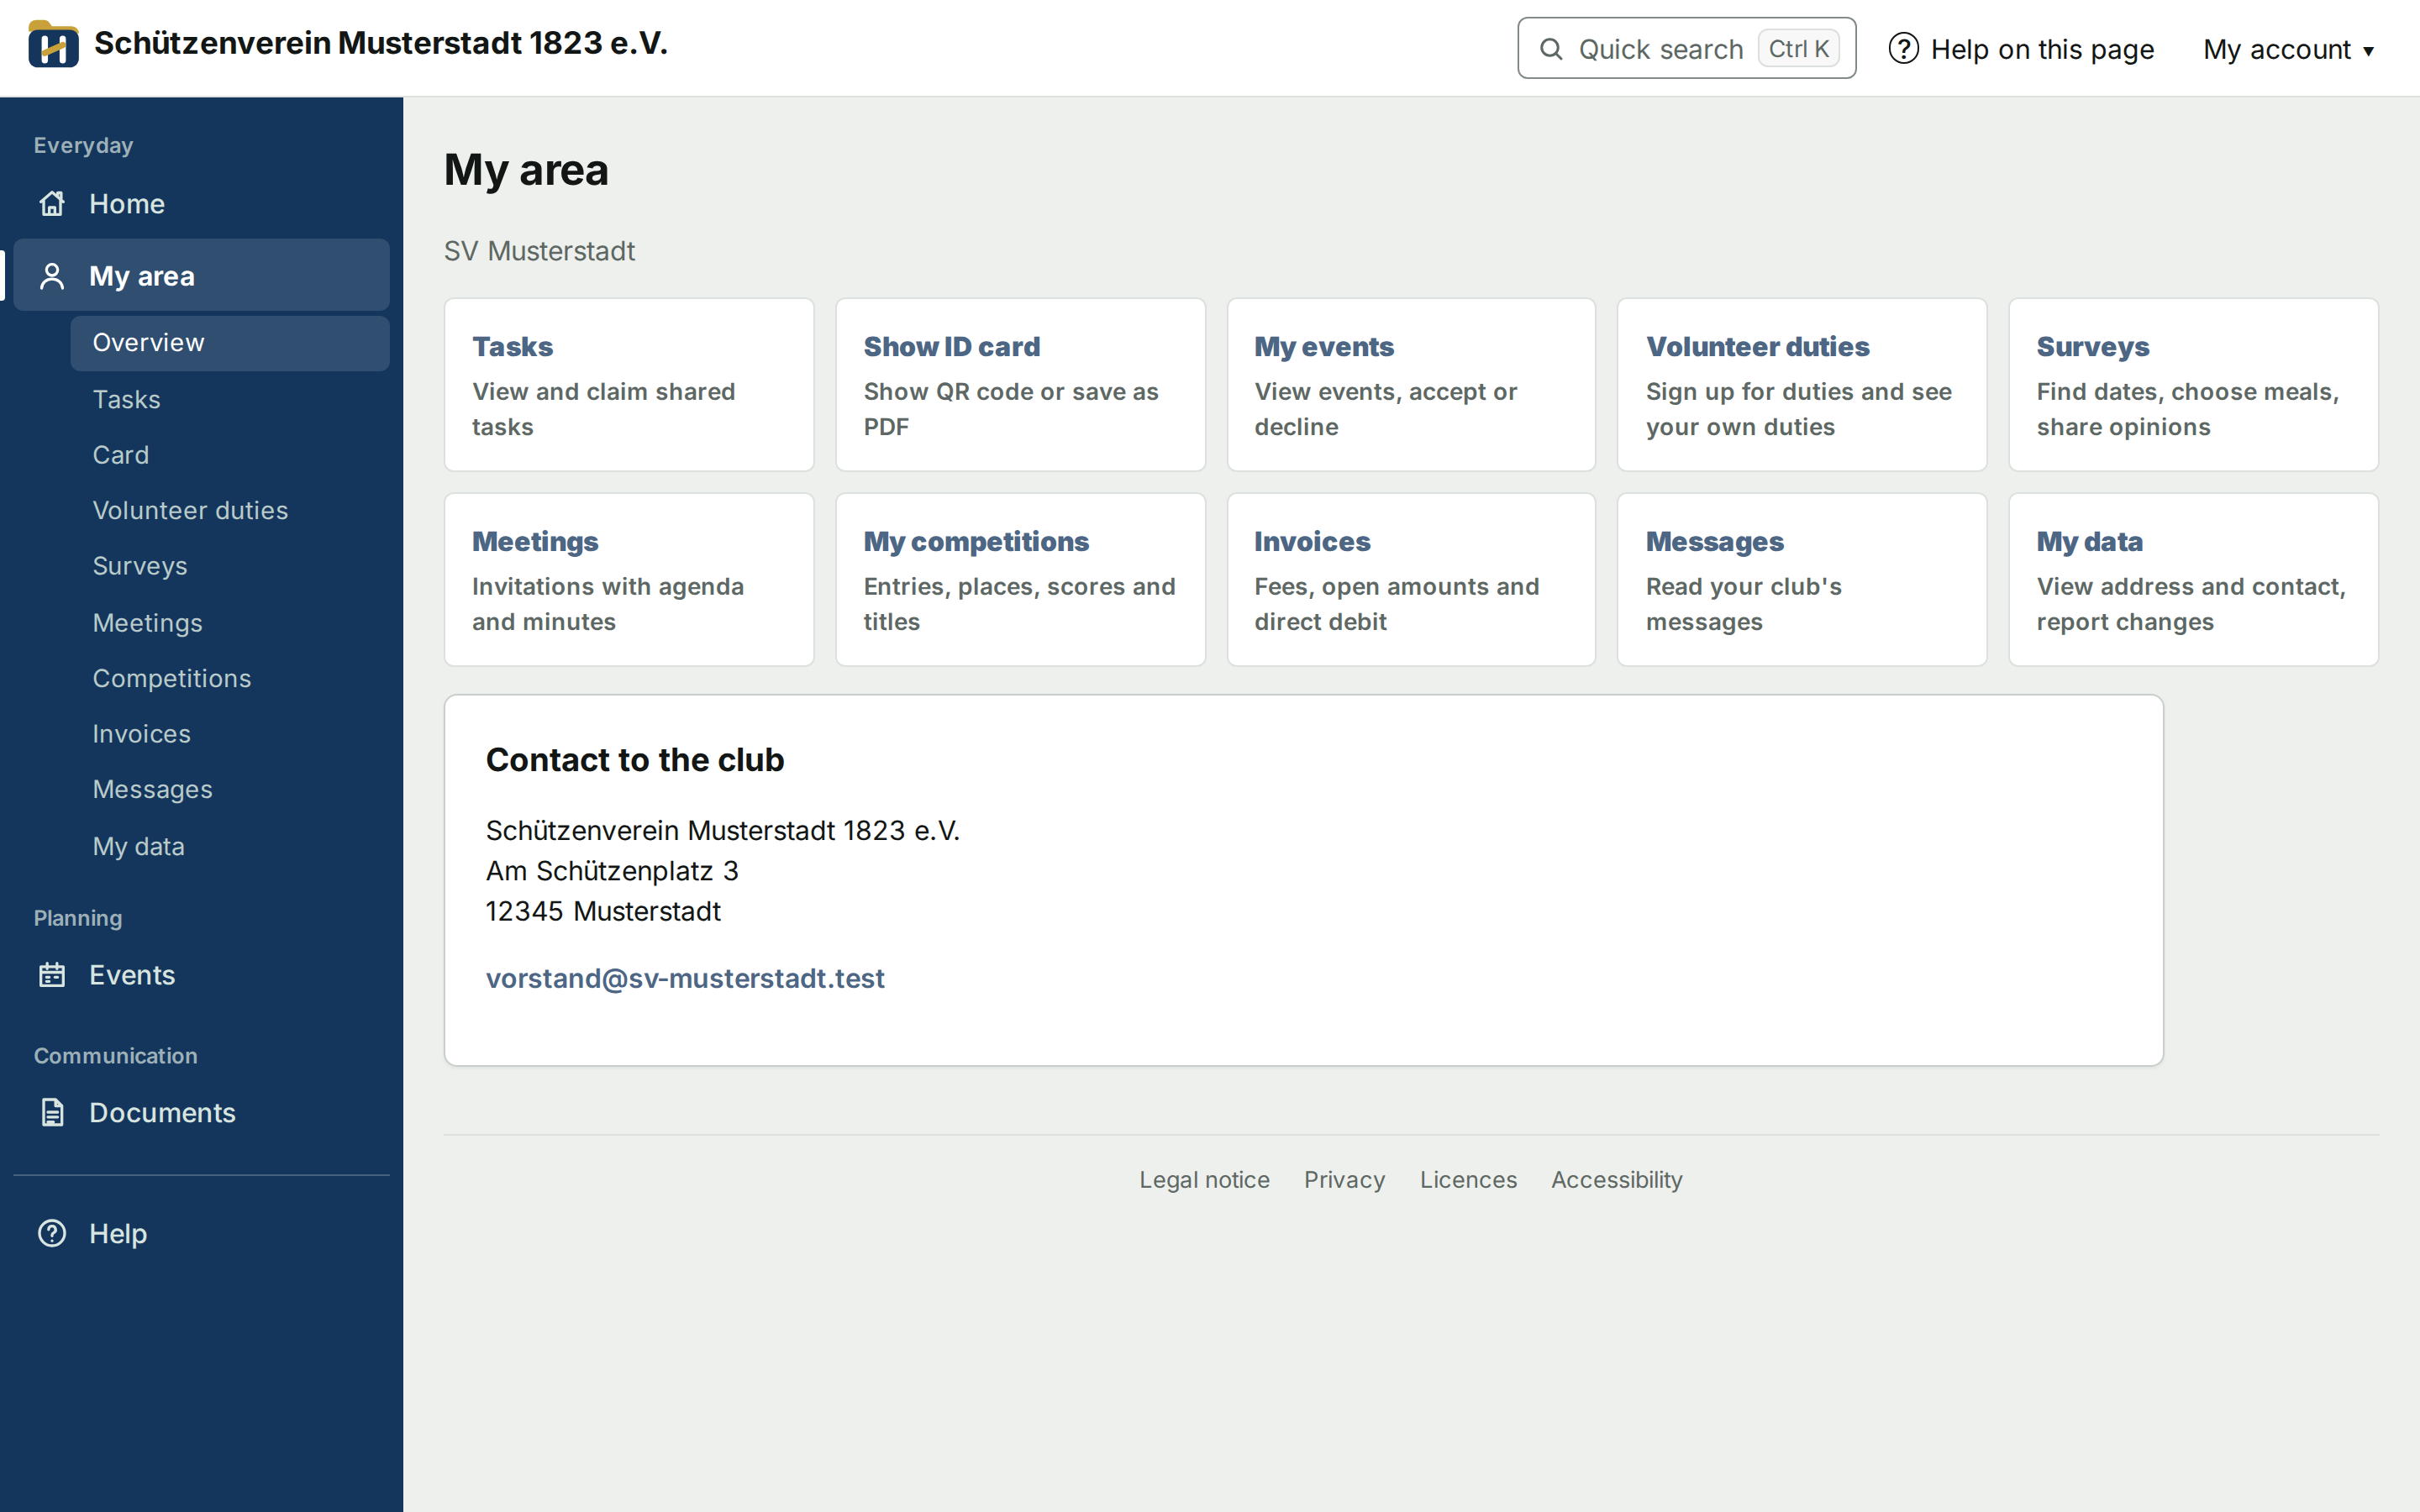 Schützenverein Musterstadt 1823 e.V.
Quick search Ctrl K
Help on this page
My account
Everyday
Home
My area
Overview
Tasks
Card
Volunteer duties
Surveys
Meetings
Competitions
Invoices
Messages
My data
Planning
Events
Communication
Documents
Help
My area
SV Musterstadt
Tasks
View and claim shared
tasks
Show ID card
Show QR code or save as
PDF
My events
View events, accept or
decline
Volunteer duties
Sign up for duties and see
your own duties
Surveys
Find dates, choose meals,
share opinions
Meetings
Invitations with agenda
and minutes
My competitions
Entries, places, scores and
titles
Invoices
Fees, open amounts and
direct debit
Messages
Read your club's
messages
My data
View address and contact,
report changes
Contact to the club
Schützenverein Musterstadt 1823 e.V.
Am Schützenplatz 3
12345 Musterstadt
vorstand@sv-musterstadt.test
Legal notice Privacy Licences Accessibility